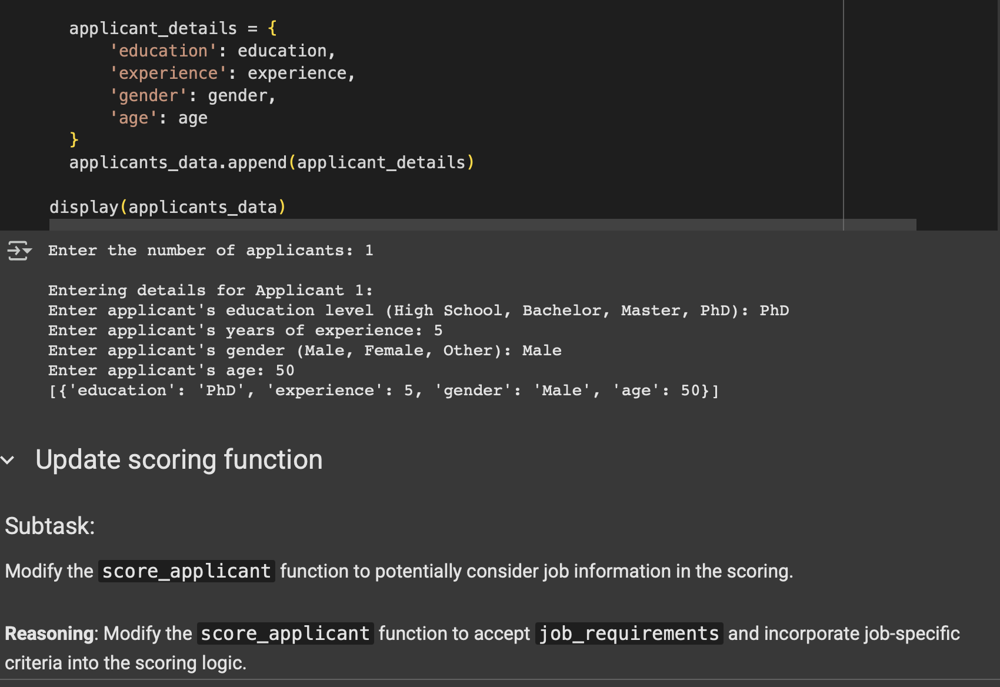 applicant_details = {
'education': education,
'experience': experience,
'gender': gender,
'age': age
}
applicants_data.append(applicant_details)
display(applicants_data)
Enter the number of applicants: 1
Entering details for Applicant 1:
Enter applicant's education level (High School, Bachelor, Master, PhD): PhD
Enter applicant's years of experience: 5
Enter applicant's gender (Male, Female, Other): Male
Enter applicant's age: 50
[{'education': 'PhD', 'experience': 5, 'gender': 'Male', 'age': 50}]
Update scoring function
Subtask:
Modify the score_applicant function to potentially consider job information in the scoring.
Reasoning: Modify the score_applicant function to accept job_requirements and incorporate job-specific
criteria into the scoring logic.